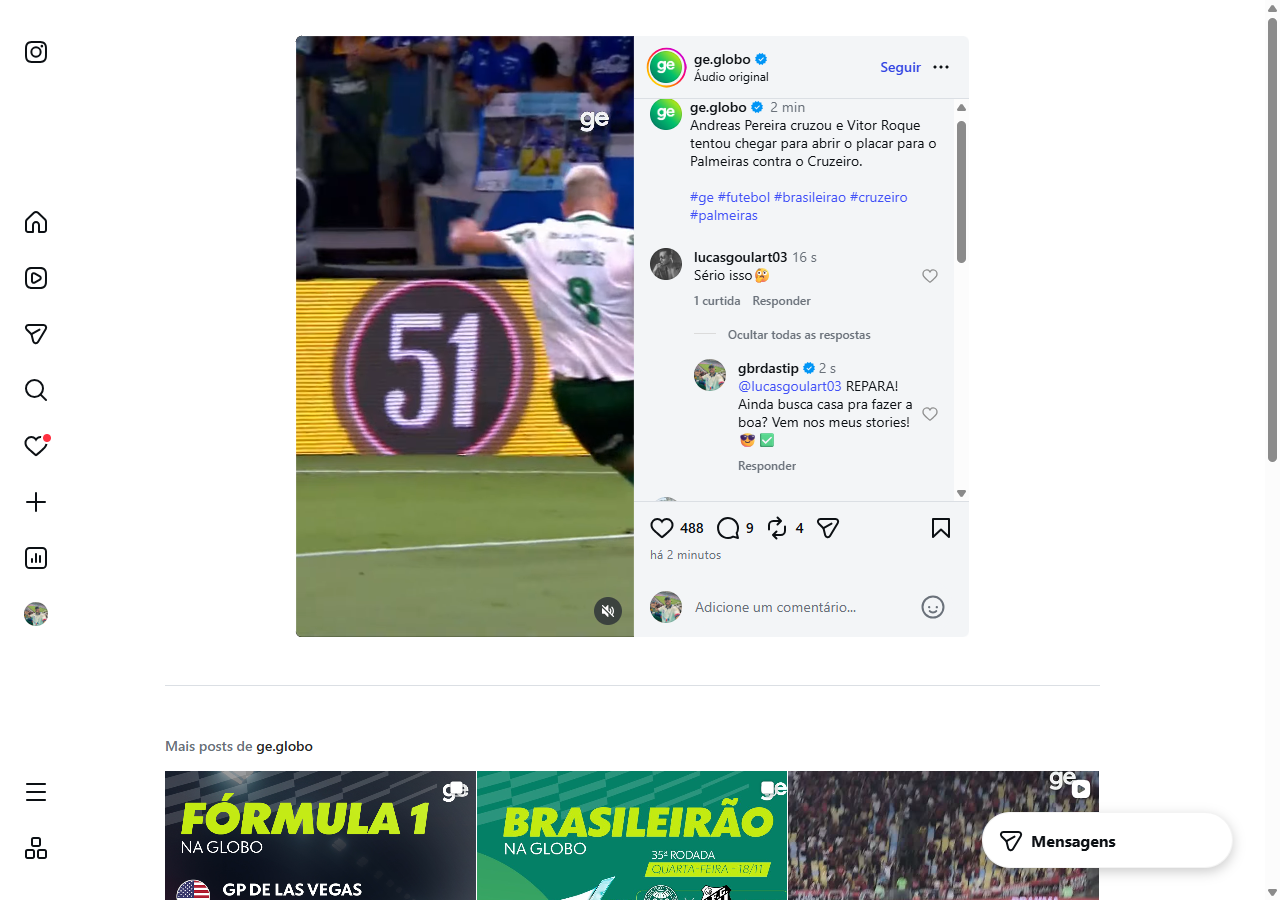 ge
ANDREAS
8
51
ge
ge.globo
Áudio original
Seguir
ge
ge.globo 2 min
Andreas Pereira cruzou e Vitor Roque
tentou chegar para abrir o placar para o
Palmeiras contra o Cruzeiro.
#ge #futebol #brasileirao #cruzeiro
#palmeiras
lucasgoulart03 16 s
Sério isso🤔
1 curtida Responder
Ocultar todas as respostas
gbrdastip 2 s
@lucasgoulart03 REPARA!
Ainda busca casa pra fazer a
boa? Vem nos meus stories!
😎 ✅
Responder
488 9 4
há 2 minutos
Adicione um comentário...
Mais posts de ge.globo
ge
FÓRMULA 1
NA GLOBO
GP DE LAS VEGAS
ge
BRASILEIRÃO
NA GLOBO
35ª RODADA
QUARTA-FEIRA - 18/11
ge
Mensagens